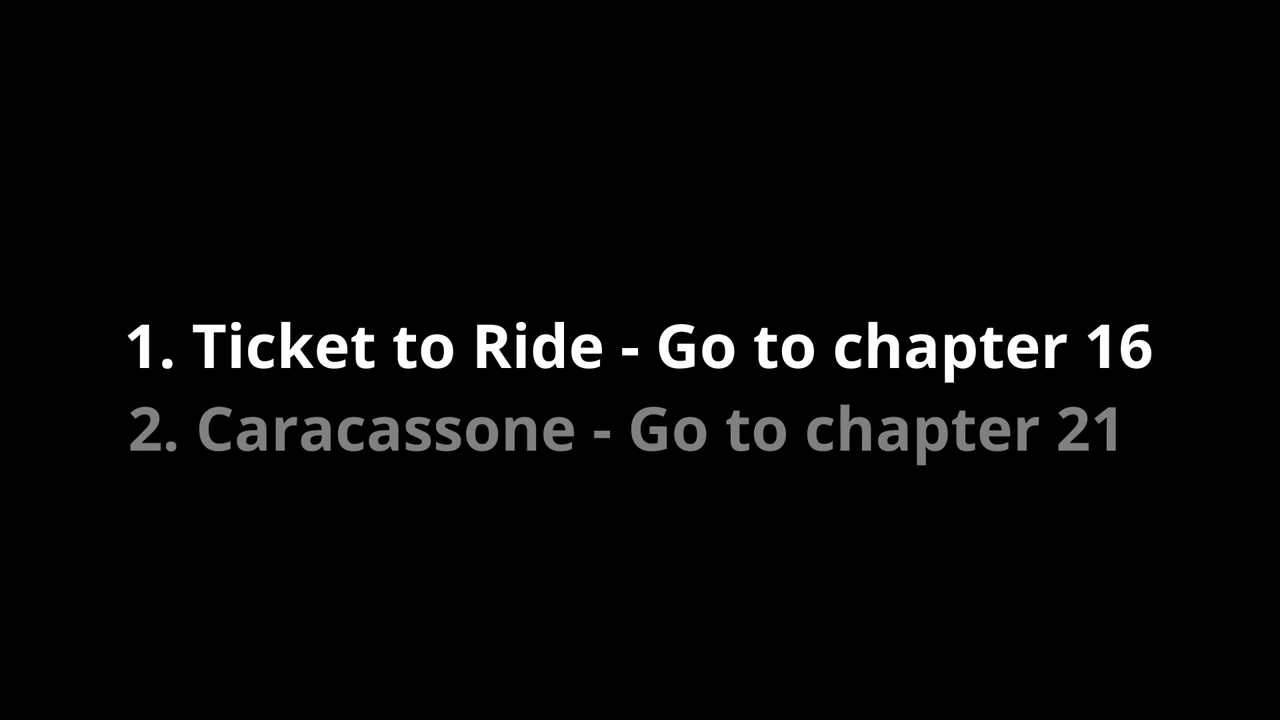 1. Ticket to Ride - Go to chapter 16
2. Caracassone - Go to chapter 21